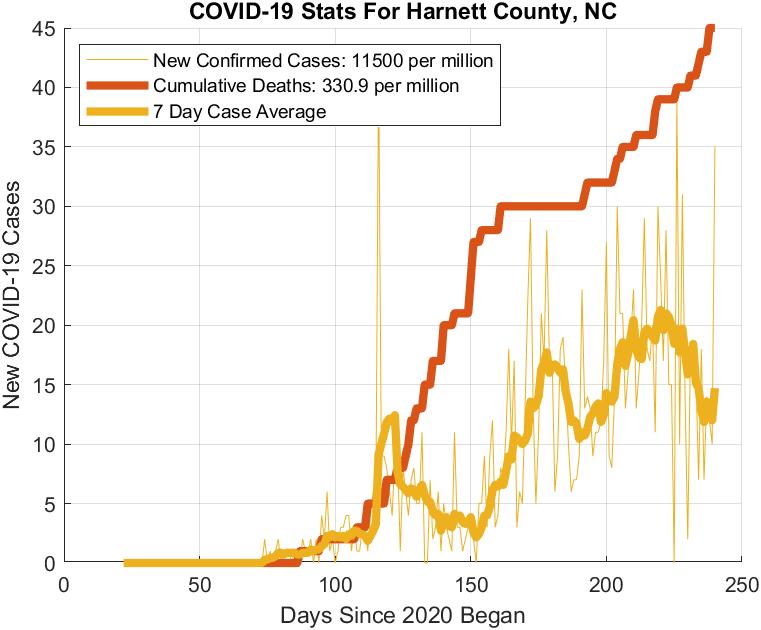 COVID-19 Stats For Harnett County, NC
New Confirmed Cases: 11500 per million
Cumulative Deaths: 330.9 per million
7 Day Case Average
New COVID-19 Cases
45
40
35
30
25
20
15
10
5
0
0 50 100 150 200 250
Days Since 2020 Began